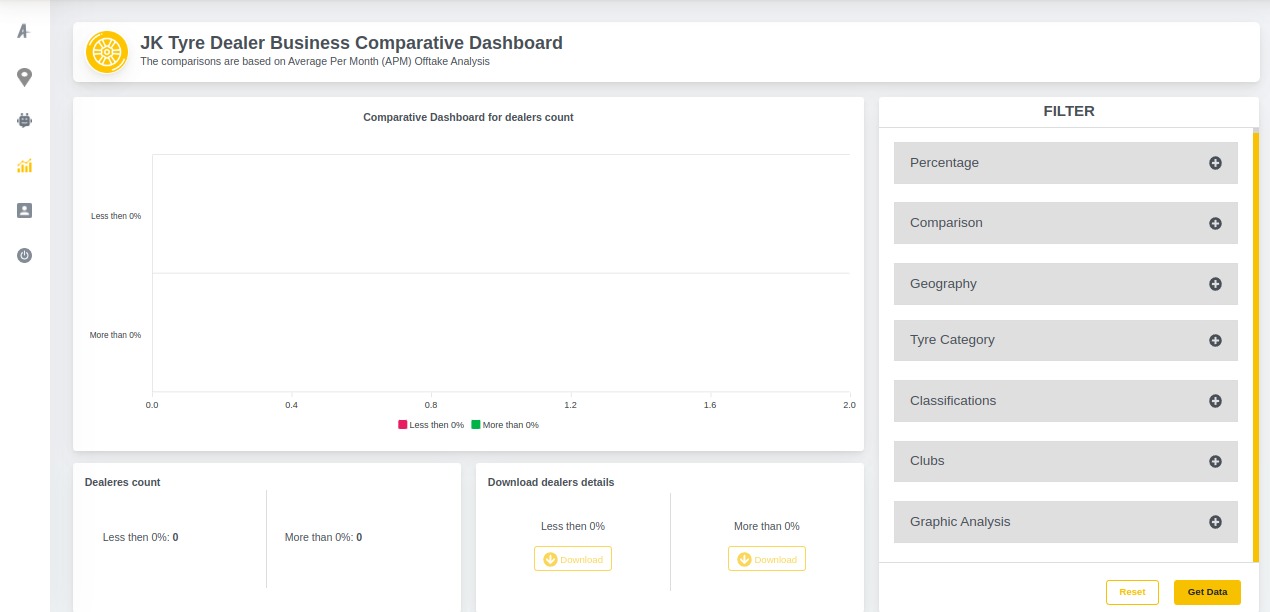 JK Tyre Dealer Business Comparative Dashboard
The comparisons are based on Average Per Month (APM) Offtake Analysis
Comparative Dashboard for dealers count
Less then 0%
More than 0%
0.0 0.4 0.8 1.2 1.6 2.0
Less then 0% More than 0%
Dealeres count
Less then 0%: 0
More than 0%: 0
Download dealers details
Less then 0%
Download
More than 0%
Download
FILTER
Percentage
Comparison
Geography
Tyre Category
Classifications
Clubs
Graphic Analysis
Reset Get Data